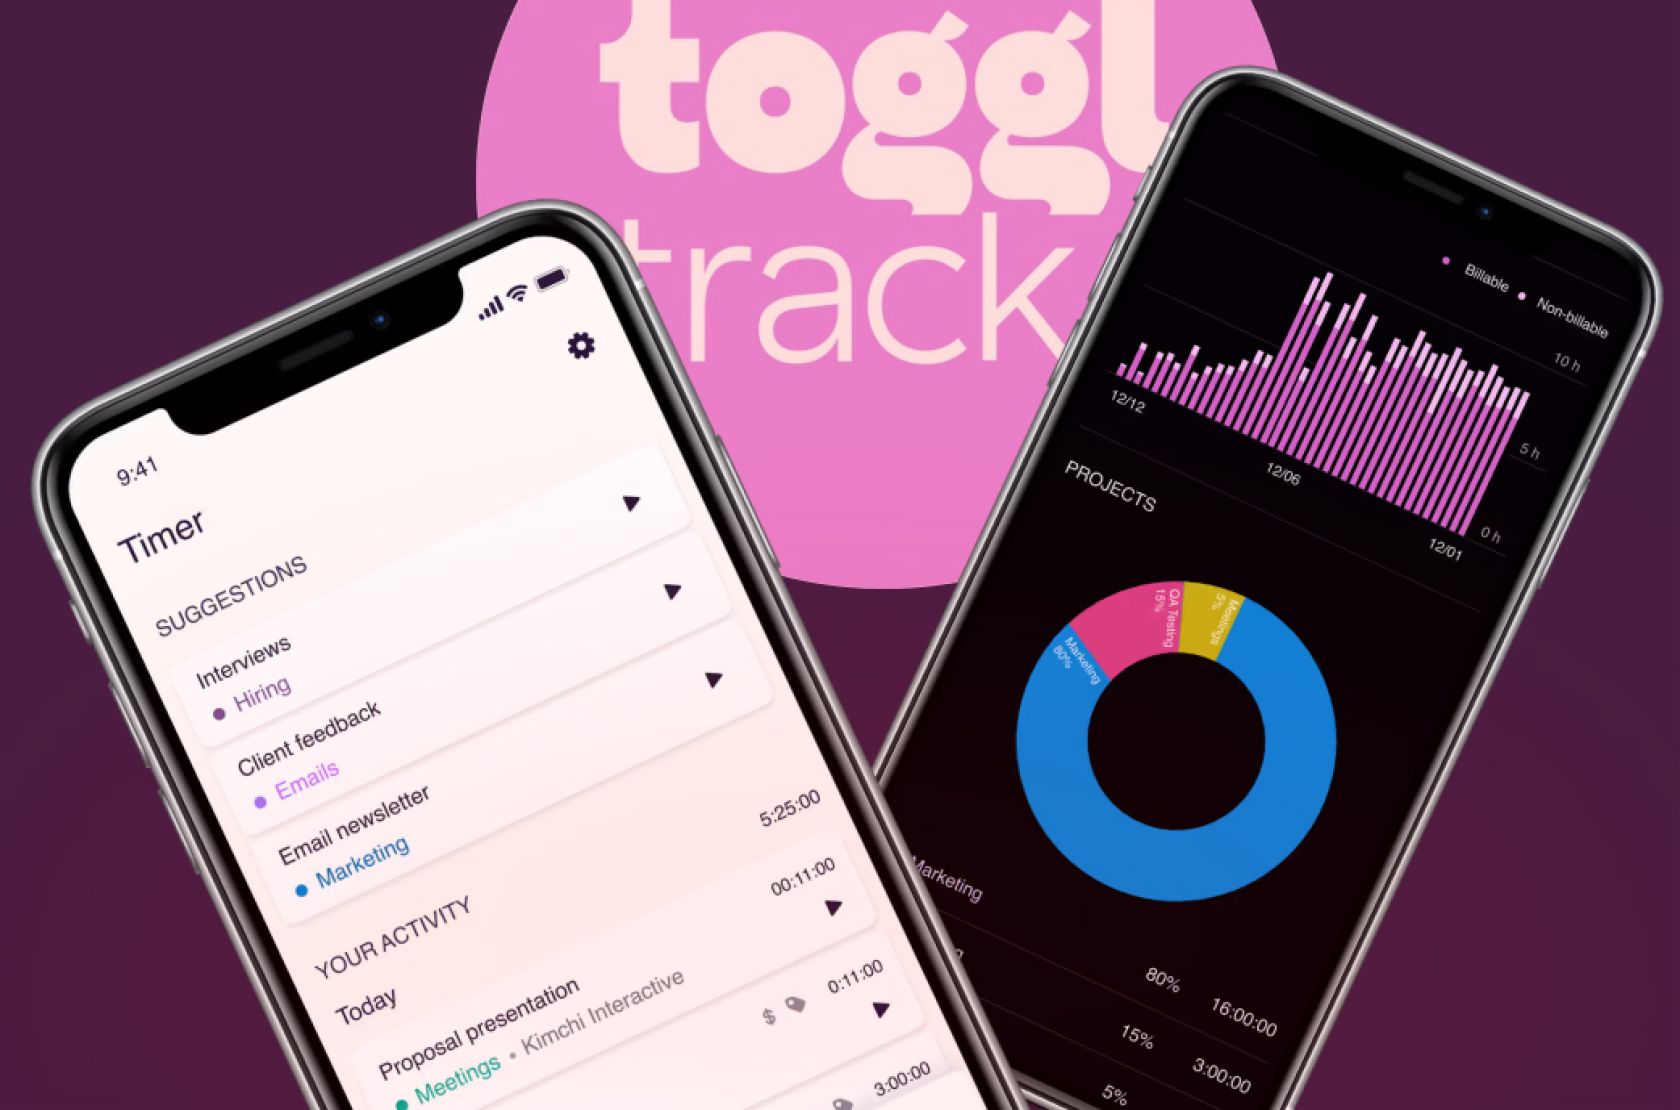 toggl
track
9:41
Timer
SUGGESTIONS
Interviews
Hiring
Client feedback
Emails
Email newsletter
Marketing
YOUR ACTIVITY
Today
5:25:00
Proposal presentation
00:11:00
Meetings • Kimchi Interactive
$
0:11:00
3:00:00
Billable
Non-billable
10 h
5 h
0 h
12/12
12/06
12/01
PROJECTS
Marketing
80%
QA Testing
15%
Meetings
5%
Marketing
80%
16:00:00
15%
3:00:00
5%